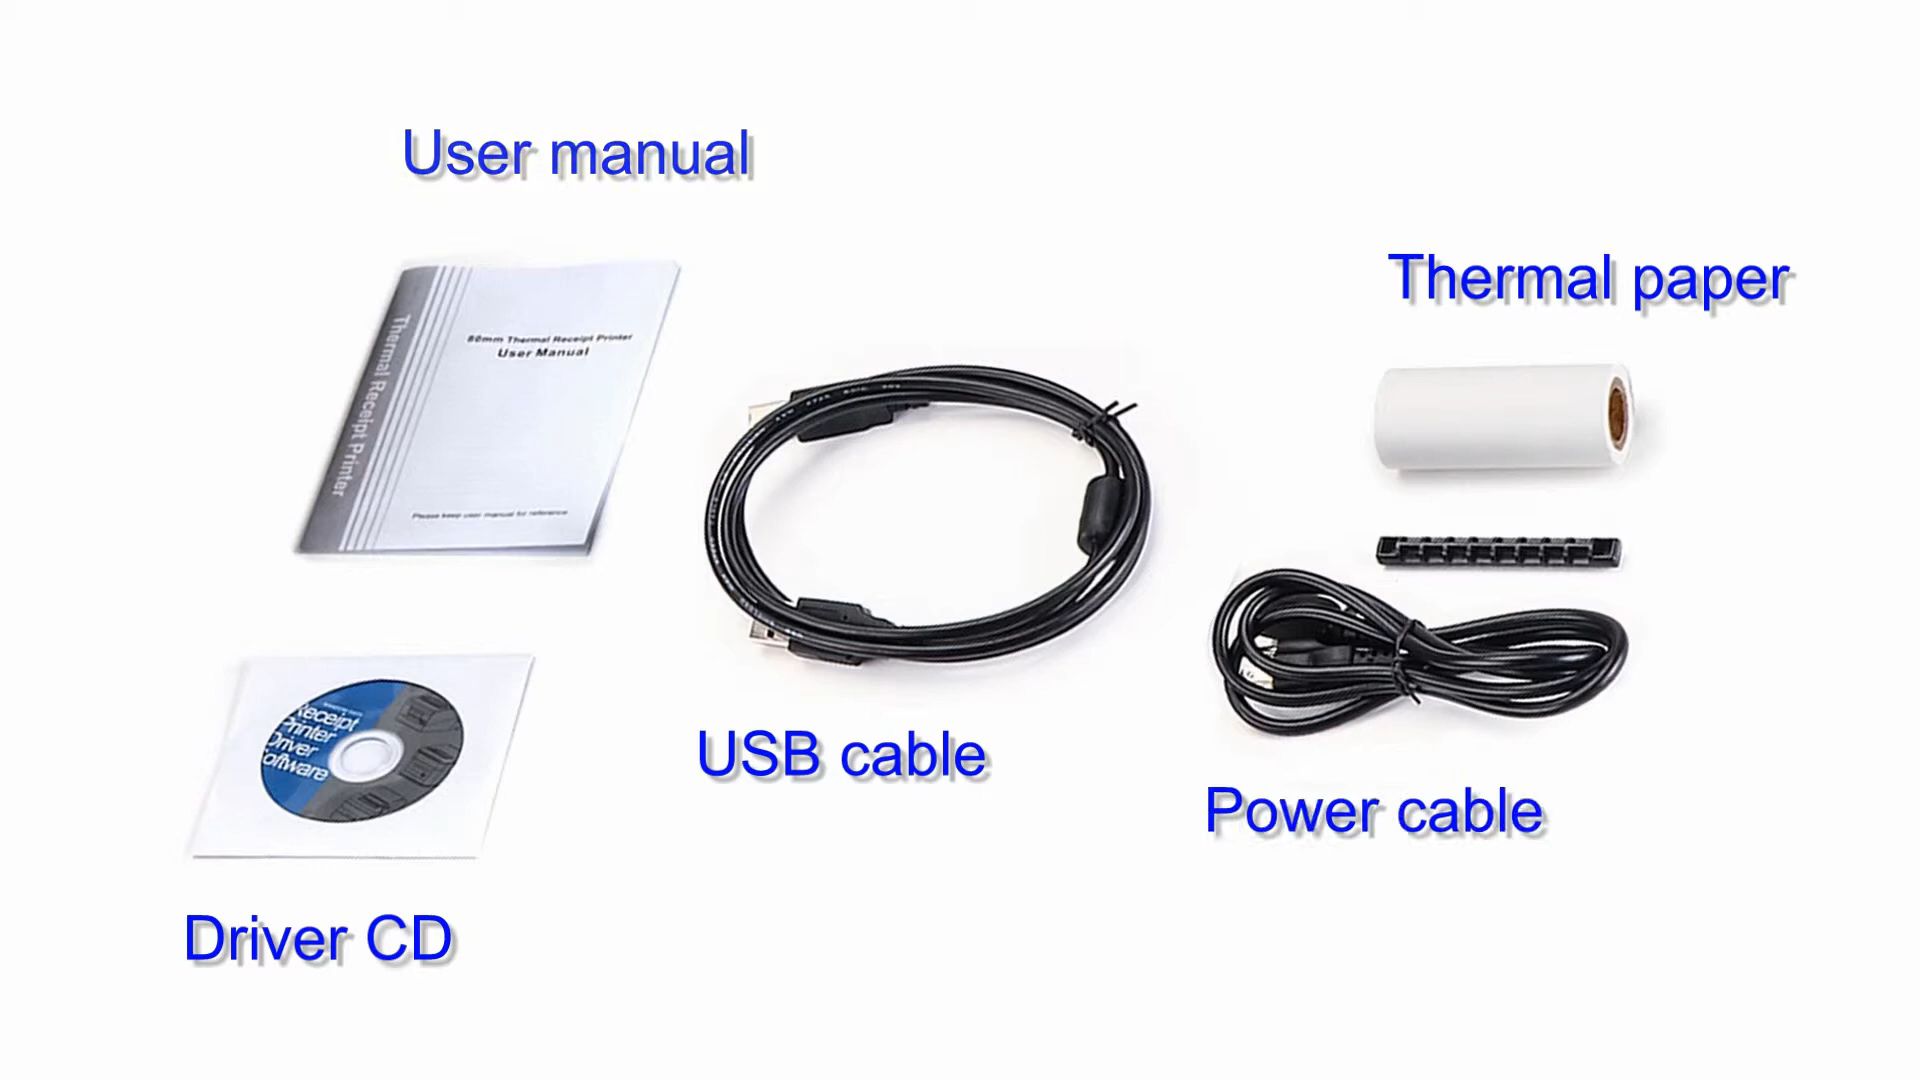 User manual
Thermal paper
Thermal Receipt Printer
80mm Thermal Receipt Printer
User Manual
Please keep user manual for reference
Receipt
Printer
Driver
Software
USB cable
Power cable
Driver CD